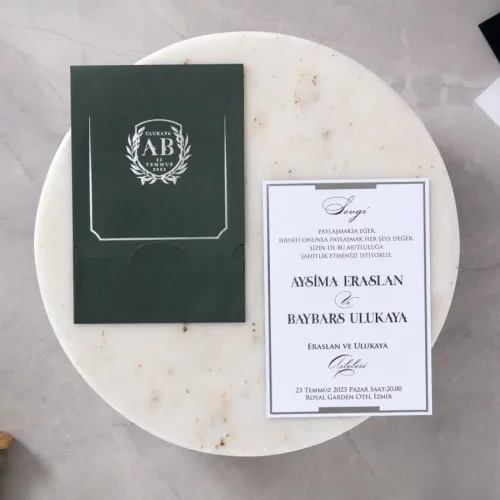 ULUKAYA
AB
23
TEMMUZ
2023
Sevgi
PAYLAŞMAKSA EĞER,
HAYATI ONUNLA PAYLAŞMAK HER ŞEYE DEĞER.
SİZİN DE BU MUTLULUĞA
ŞAHİTLİK ETMENİZİ İSTİYORUZ.
AYSİMA ERASLAN
Ve
BAYBARS ULUKAYA
ERASLAN VE ULUKAYA
Aileleri
23 TEMMUZ 2023 PAZAR SAAT:20.00
ROYAL GARDEN OTEL İZMİR